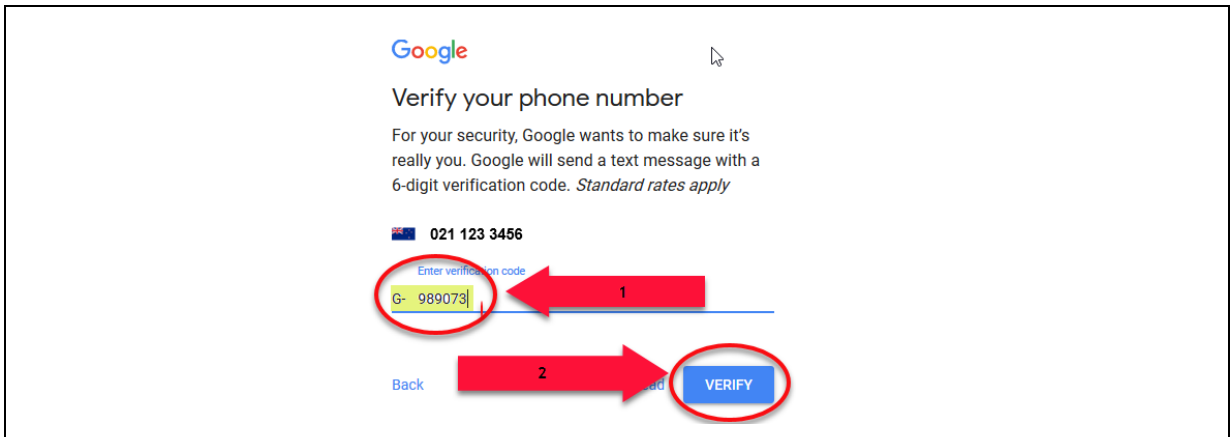 Google
Verify your phone number
For your security, Google wants to make sure it's
really you. Google will send a text message with a
6-digit verification code. Standard rates apply
021 123 3456
Enter verification code
G- 989073
1
2
Back
VERIFY